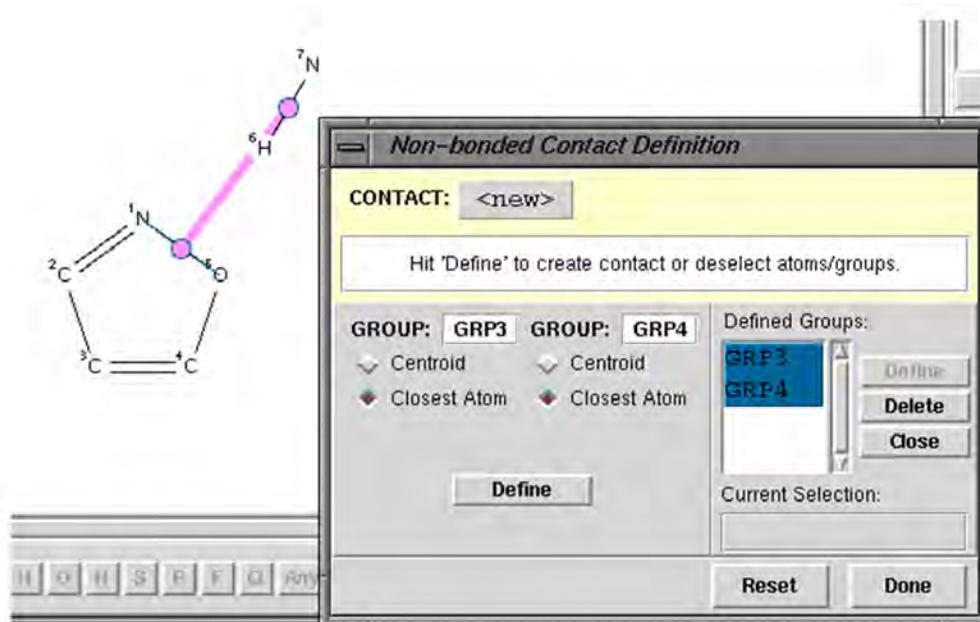 7N
6H
1N
2C
5O
3C
4C
Non-bonded Contact Definition
CONTACT: <new>
Hit 'Define' to create contact or deselect atoms/groups.
GROUP: GRP3 GROUP: GRP4
Centroid Centroid
Closest Atom Closest Atom
Define
Defined Groups:
GRP3
GRP4
Define
Delete
Close
Current Selection:
H O N S P F Cl Any
Reset Done